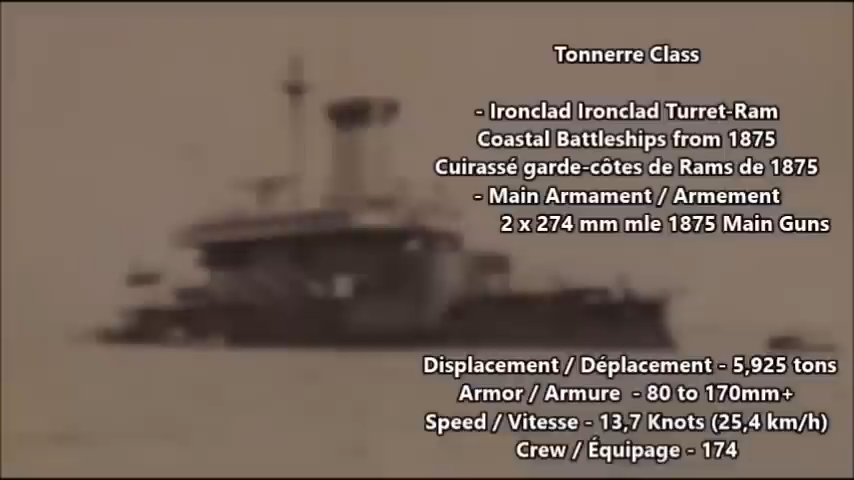 Tonnerre Class
- Ironclad Ironclad Turret-Ram
Coastal Battleships from 1875
Cuirassé garde-côtes de Rams de 1875
- Main Armament / Armement
2 x 274 mm mle 1875 Main Guns
Displacement / Déplacement - 5,925 tons
Armor / Armure - 80 to 170mm+
Speed / Vitesse - 13,7 Knots (25,4 km/h)
Crew / Équipage - 174